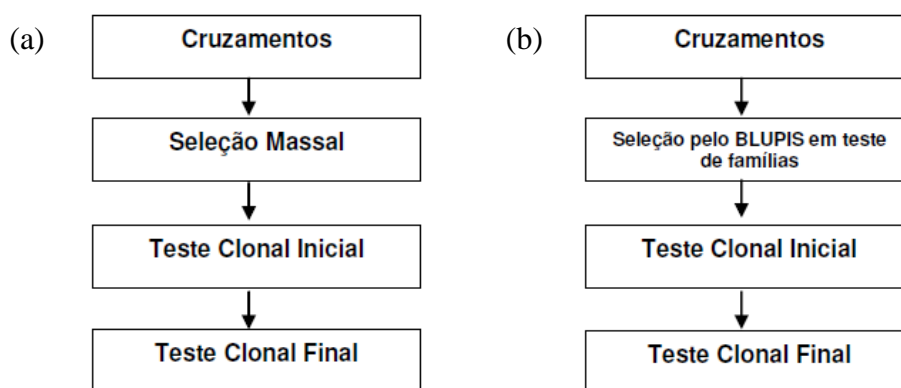 (a)
Cruzamentos
Seleção Massal
Teste Clonal Inicial
Teste Clonal Final
(b)
Cruzamentos
Seleção pelo BLUPIS em teste
de famílias
Teste Clonal Inicial
Teste Clonal Final